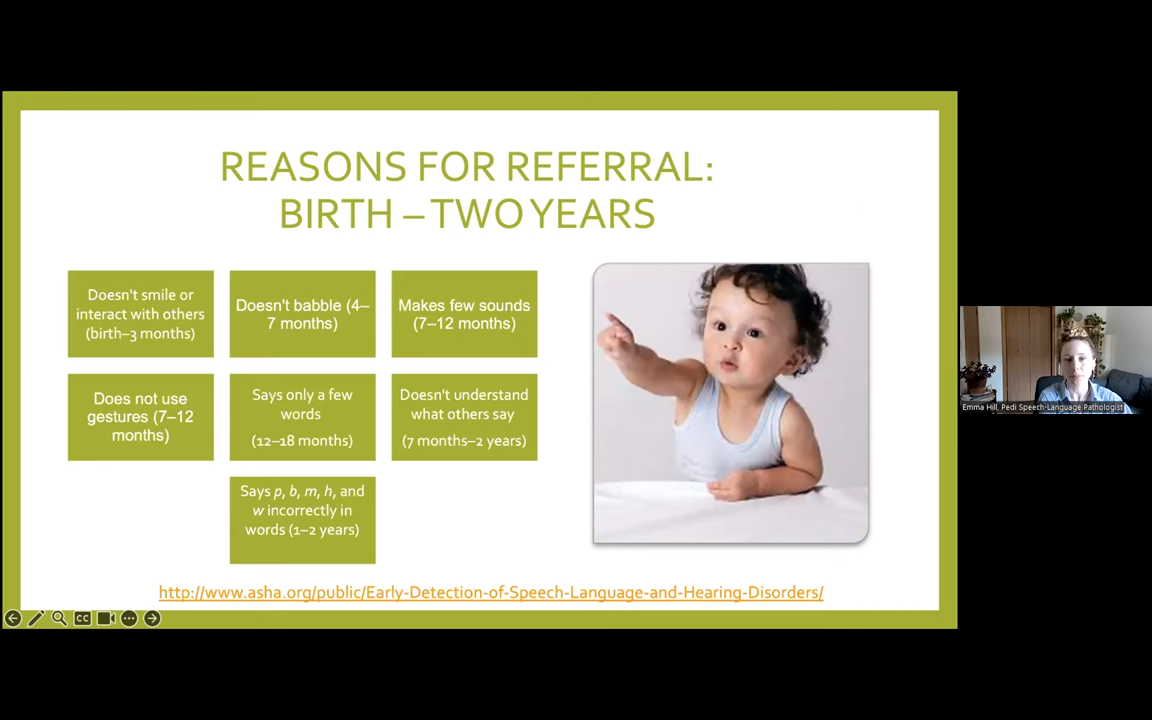 REASONS FOR REFERRAL:
BIRTH – TWO YEARS
Doesn't smile or
interact with others
(birth–3 months)
Doesn't babble (4–
7 months)
Makes few sounds
(7–12 months)
Does not use
gestures (7–12
months)
Says only a few
words
(12–18 months)
Doesn't understand
what others say
(7 months–2 years)
Says p, b, m, h, and
w incorrectly in
words (1–2 years)
http://www.asha.org/public/Early-Detection-of-Speech-Language-and-Hearing-Disorders/
CC
Emma Hill, Pedi Speech-Language Pathologist